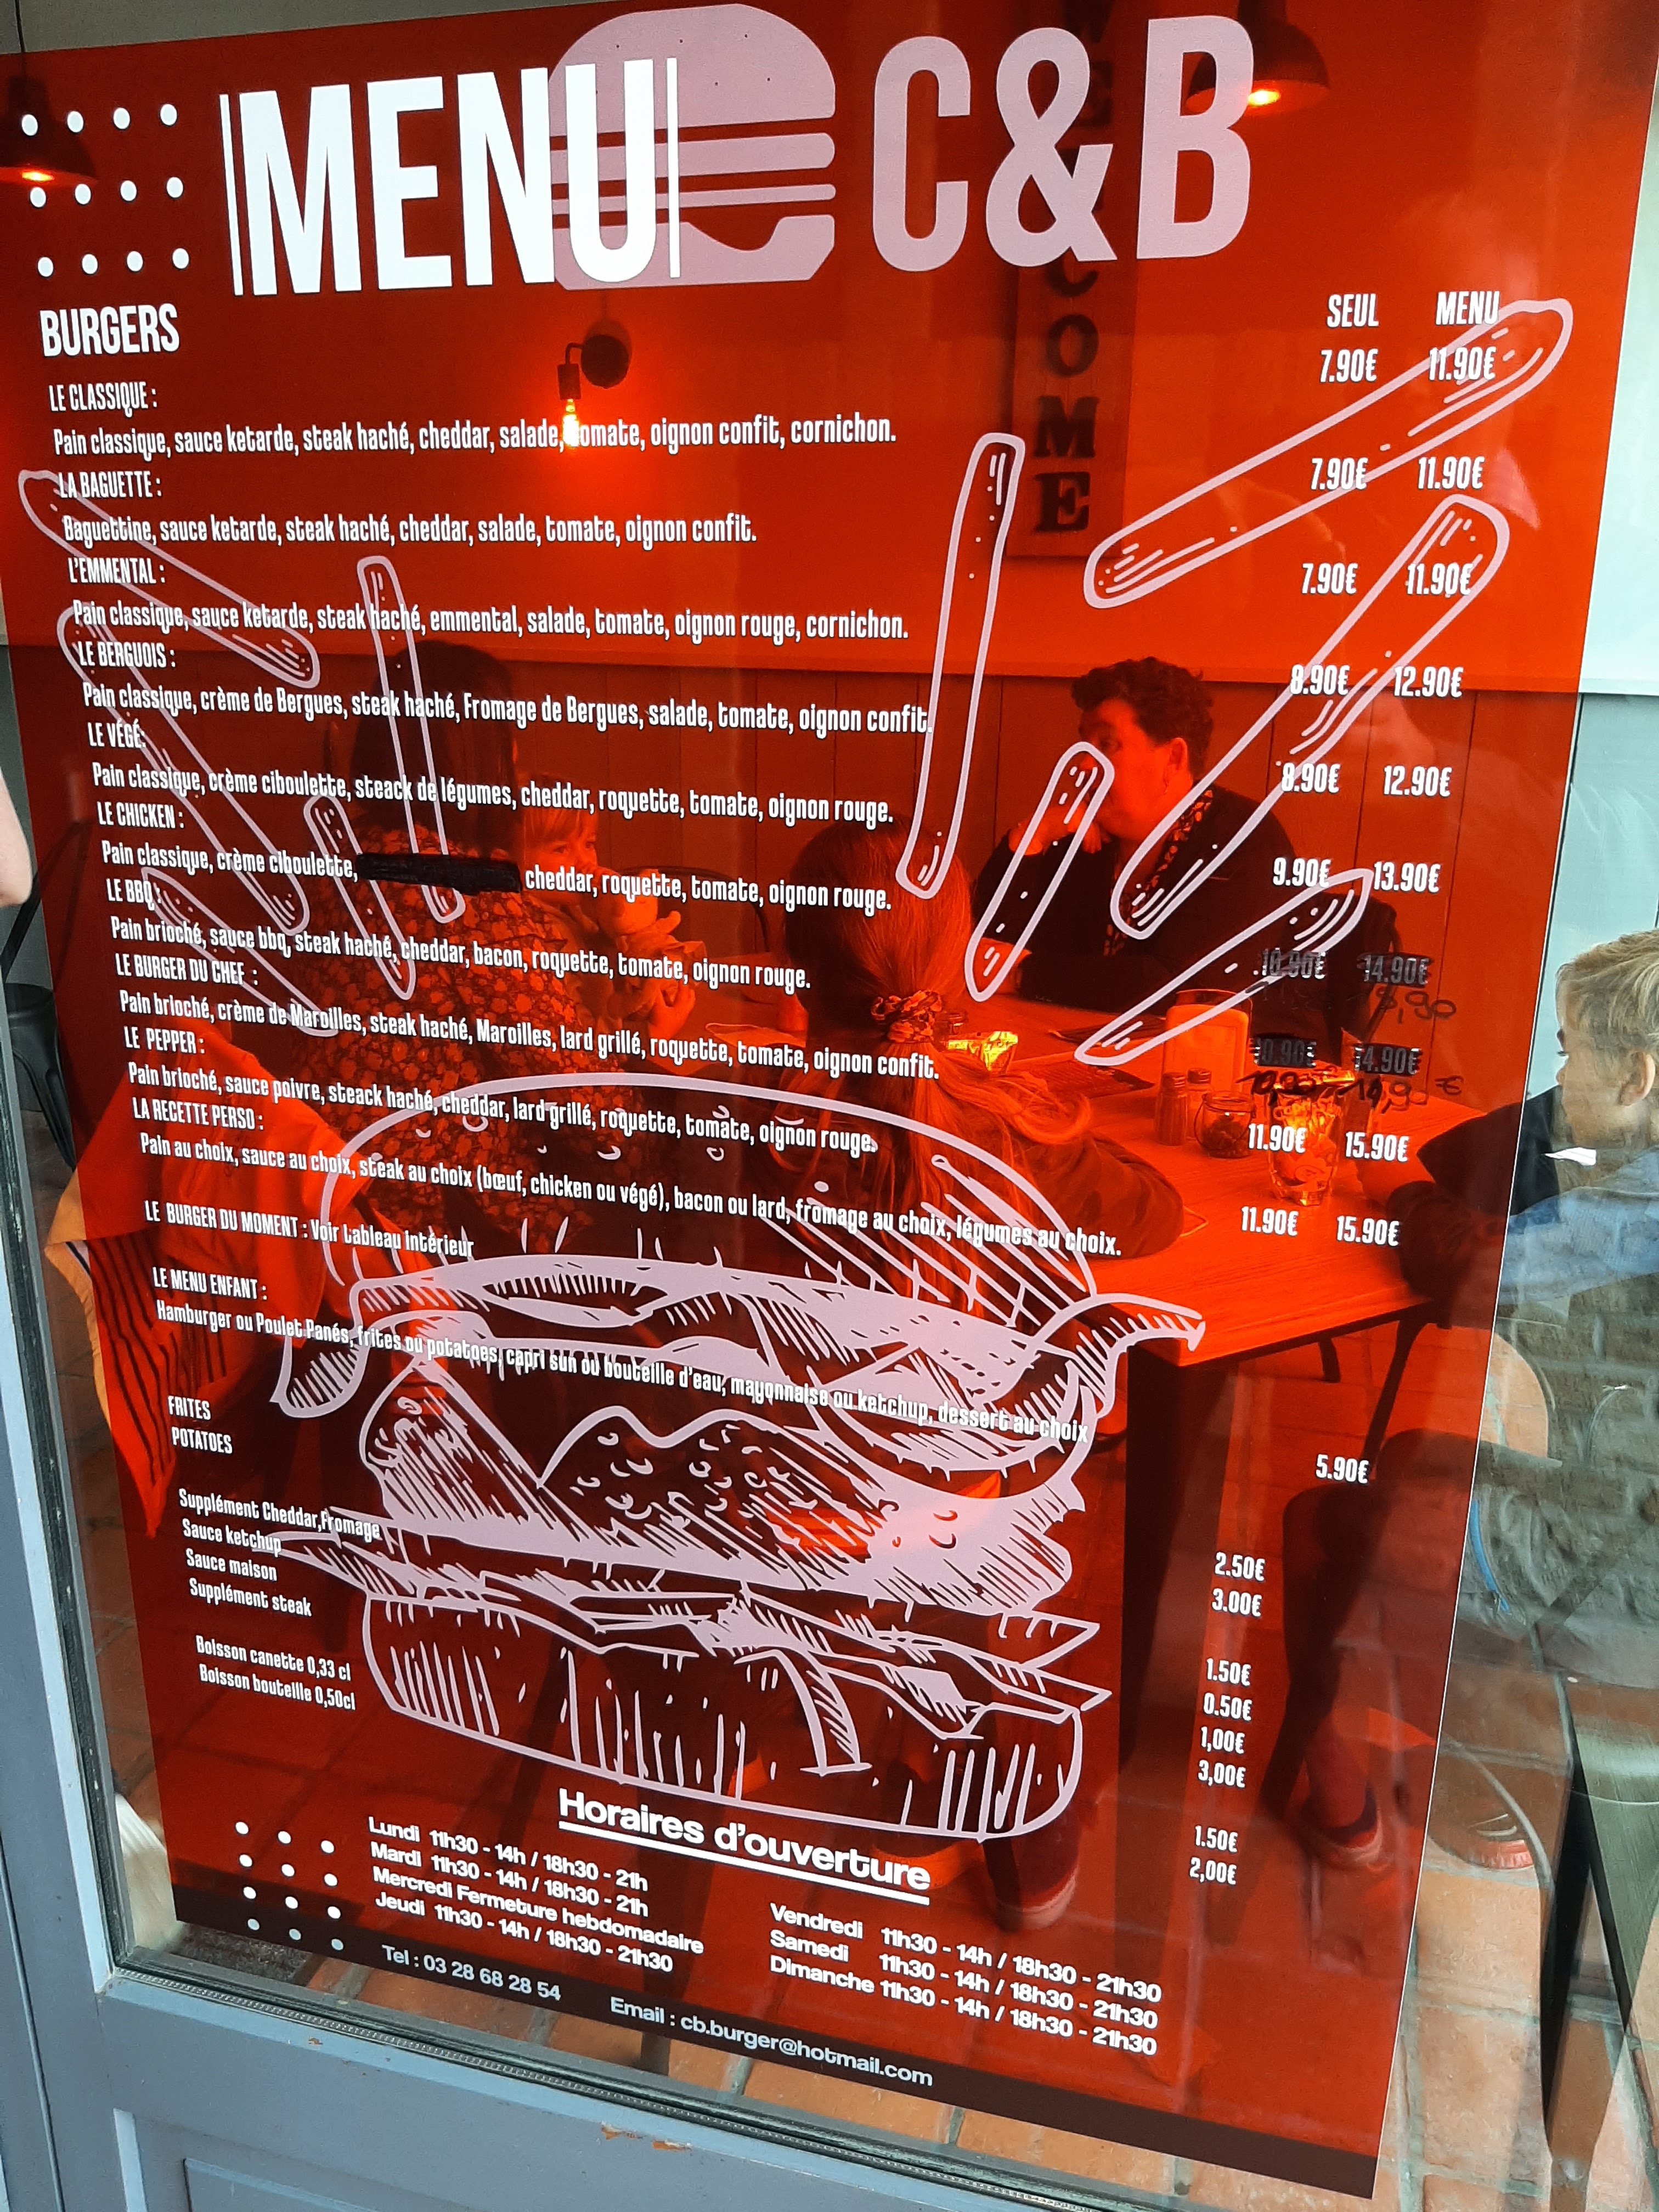 MENU C&B
BURGERS SEUL MENU
7.90€ 11.90€
LE CLASSIQUE :
Pain classique, sauce ketarde, steak haché, cheddar, salade, tomate, oignon confit, cornichon.
LA BAGUETTE : 7.90€ 11.90€
Baguettine, sauce ketarde, steak haché, cheddar, salade, tomate, oignon confit.
L'EMMENTAL : 7.90€ 11.90€
Pain classique, sauce ketarde, steak haché, emmental, salade, tomate, oignon rouge, cornichon.
LE BERGUOIS : 8.90€ 12.90€
Pain classique, crème de Bergues, steak haché, Fromage de Bergues, salade, tomate, oignon confit.
LE VÉGÉ: 8.90€ 12.90€
Pain classique, crème ciboulette, steack de légumes, cheddar, roquette, tomate, oignon rouge.
LE CHICKEN : 9.90€ 13.90€
Pain classique, crème ciboulette, cheddar, roquette, tomate, oignon rouge.
LE BBQ : 10.90€ 14.90€
Pain brioché, sauce bbq, steak haché, cheddar, bacon, roquette, tomate, oignon rouge.
LE BURGER DU CHEF : 10.90€ 14.90€
Pain brioché, crème de Maroilles, steak haché, Maroilles, lard grillé, roquette, tomate, oignon confit.
LE PEPPER : 11.90€ 15.90€
Pain brioché, sauce poivre, steack haché, cheddar, lard grillé, roquette, tomate, oignon rouge.
LA RECETTE PERSO : 11.90€ 15.90€
Pain au choix, sauce au choix, steak au choix (bœuf, chicken ou végé), bacon ou lard, fromage au choix, légumes au choix.
LE BURGER DU MOMENT : Voir tableau intérieur
LE MENU ENFANT : 5.90€
Hamburger ou Poulet Panés, frites ou potatoes, capri sun ou bouteille d'eau, mayonnaise ou ketchup, dessert au choix
FRITES 2.50€
POTATOES 3.00€
Supplément Cheddar,Fromage 1.50€
Sauce ketchup 0.50€
Sauce maison 1,00€
Supplément steak 3,00€
Boisson canette 0,33 cl 1.50€
Boisson bouteille 0,50cl 2,00€
Horaires d'ouverture
Lundi 11h30 - 14h / 18h30 - 21h
Mardi 11h30 - 14h / 18h30 - 21h
Mercredi Fermeture hebdomadaire
Jeudi 11h30 - 14h / 18h30 - 21h30
Vendredi 11h30 - 14h / 18h30 - 21h30
Samedi 11h30 - 14h / 18h30 - 21h30
Dimanche 11h30 - 14h / 18h30 - 21h30
Tel : 03 28 68 28 54 Email : cb.burger@hotmail.com
WELCOME